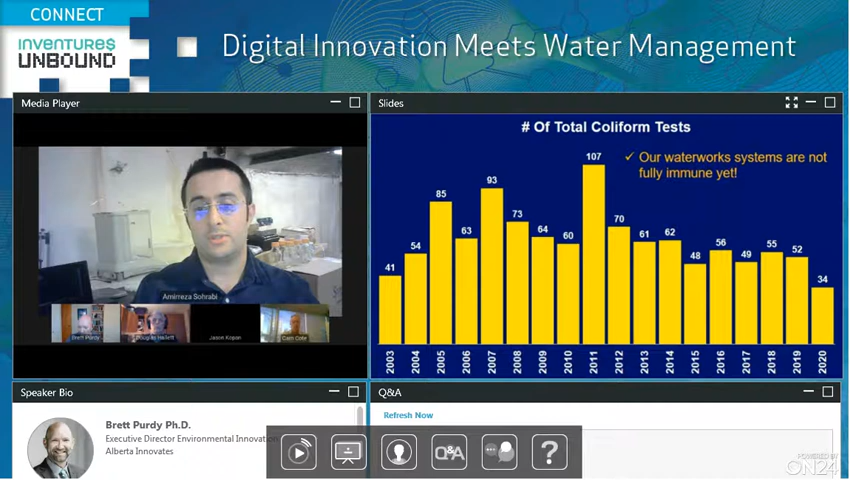 CONNECT
INVENTURES
UNBOUND
Digital Innovation Meets Water Management
Media Player
Slides
# Of Total Coliform Tests
✓ Our waterworks systems are not
fully immune yet!
41
54
85
63
93
73
64
60
107
70
61
62
48
56
49
55
52
34
2003
2004
2005
2006
2007
2008
2009
2010
2011
2012
2013
2014
2015
2016
2017
2018
2019
2020
Amirreza Sohrabi
Brett Purdy
Douglas Hallett
Jason Kopan
Speaker Bio
Q&A
Refresh Now
Brett Purdy Ph.D.
Executive Director Environmental Innovation
Alberta Innovates
Q&A
?
POWERED BY
ON24